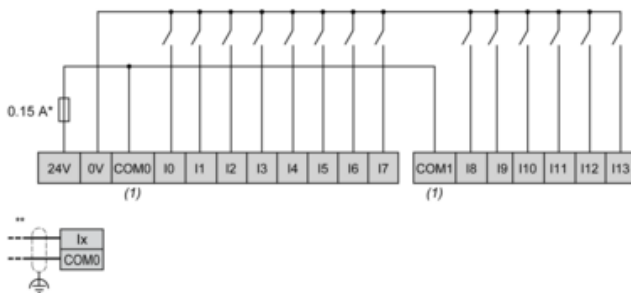 0.15 A*
24V 0V COM0 I0 I1 I2 I3 I4 I5 I6 I7 COM1 I8 I9 I10 I11 I12 I13
(1) (1)
**
Ix
COM0